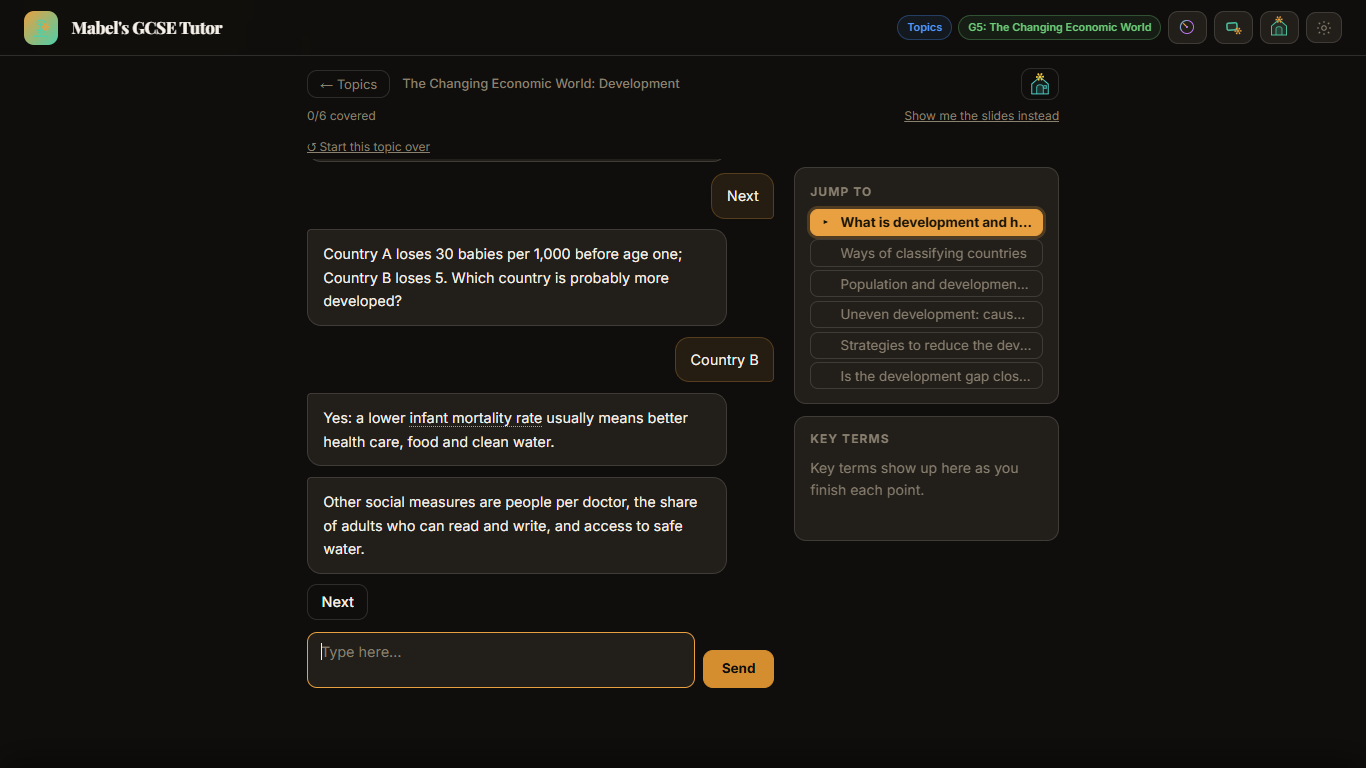 Mabel's GCSE Tutor
Topics
G5: The Changing Economic World
← Topics
The Changing Economic World: Development
0/6 covered
Show me the slides instead
↺ Start this topic over
Next
Country A loses 30 babies per 1,000 before age one;
Country B loses 5. Which country is probably more
developed?
Country B
Yes: a lower infant mortality rate usually means better
health care, food and clean water.
Other social measures are people per doctor, the share
of adults who can read and write, and access to safe
water.
Next
Type here...
Send
JUMP TO
What is development and h...
Ways of classifying countries
Population and developmen...
Uneven development: caus...
Strategies to reduce the dev...
Is the development gap clos...
KEY TERMS
Key terms show up here as you
finish each point.